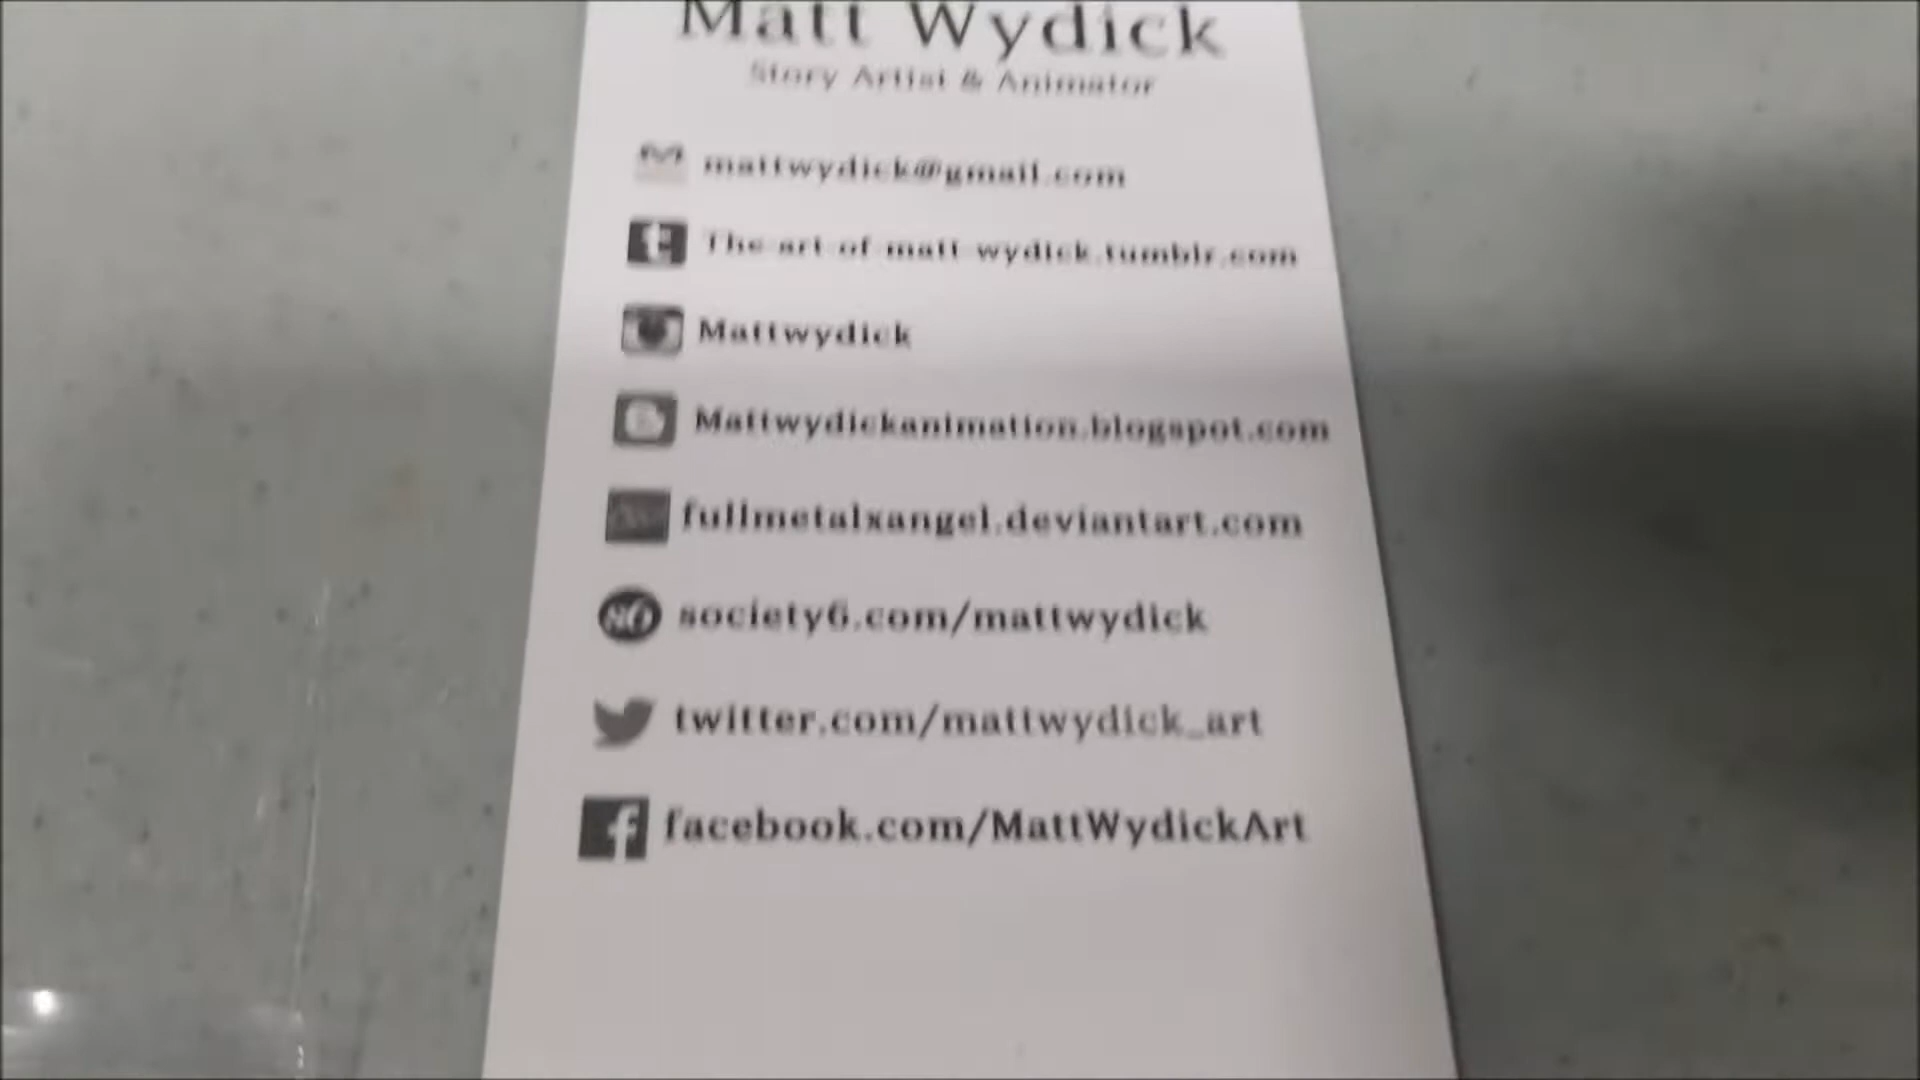 Matt Wydick
Story Artist & Animator
mattwydick@gmail.com
The-art-of-matt-wydick.tumblr.com
Mattwydick
Mattwydickanimation.blogspot.com
fullmetalxangel.deviantart.com
society6.com/mattwydick
twitter.com/mattwydick_art
facebook.com/MattWydickArt